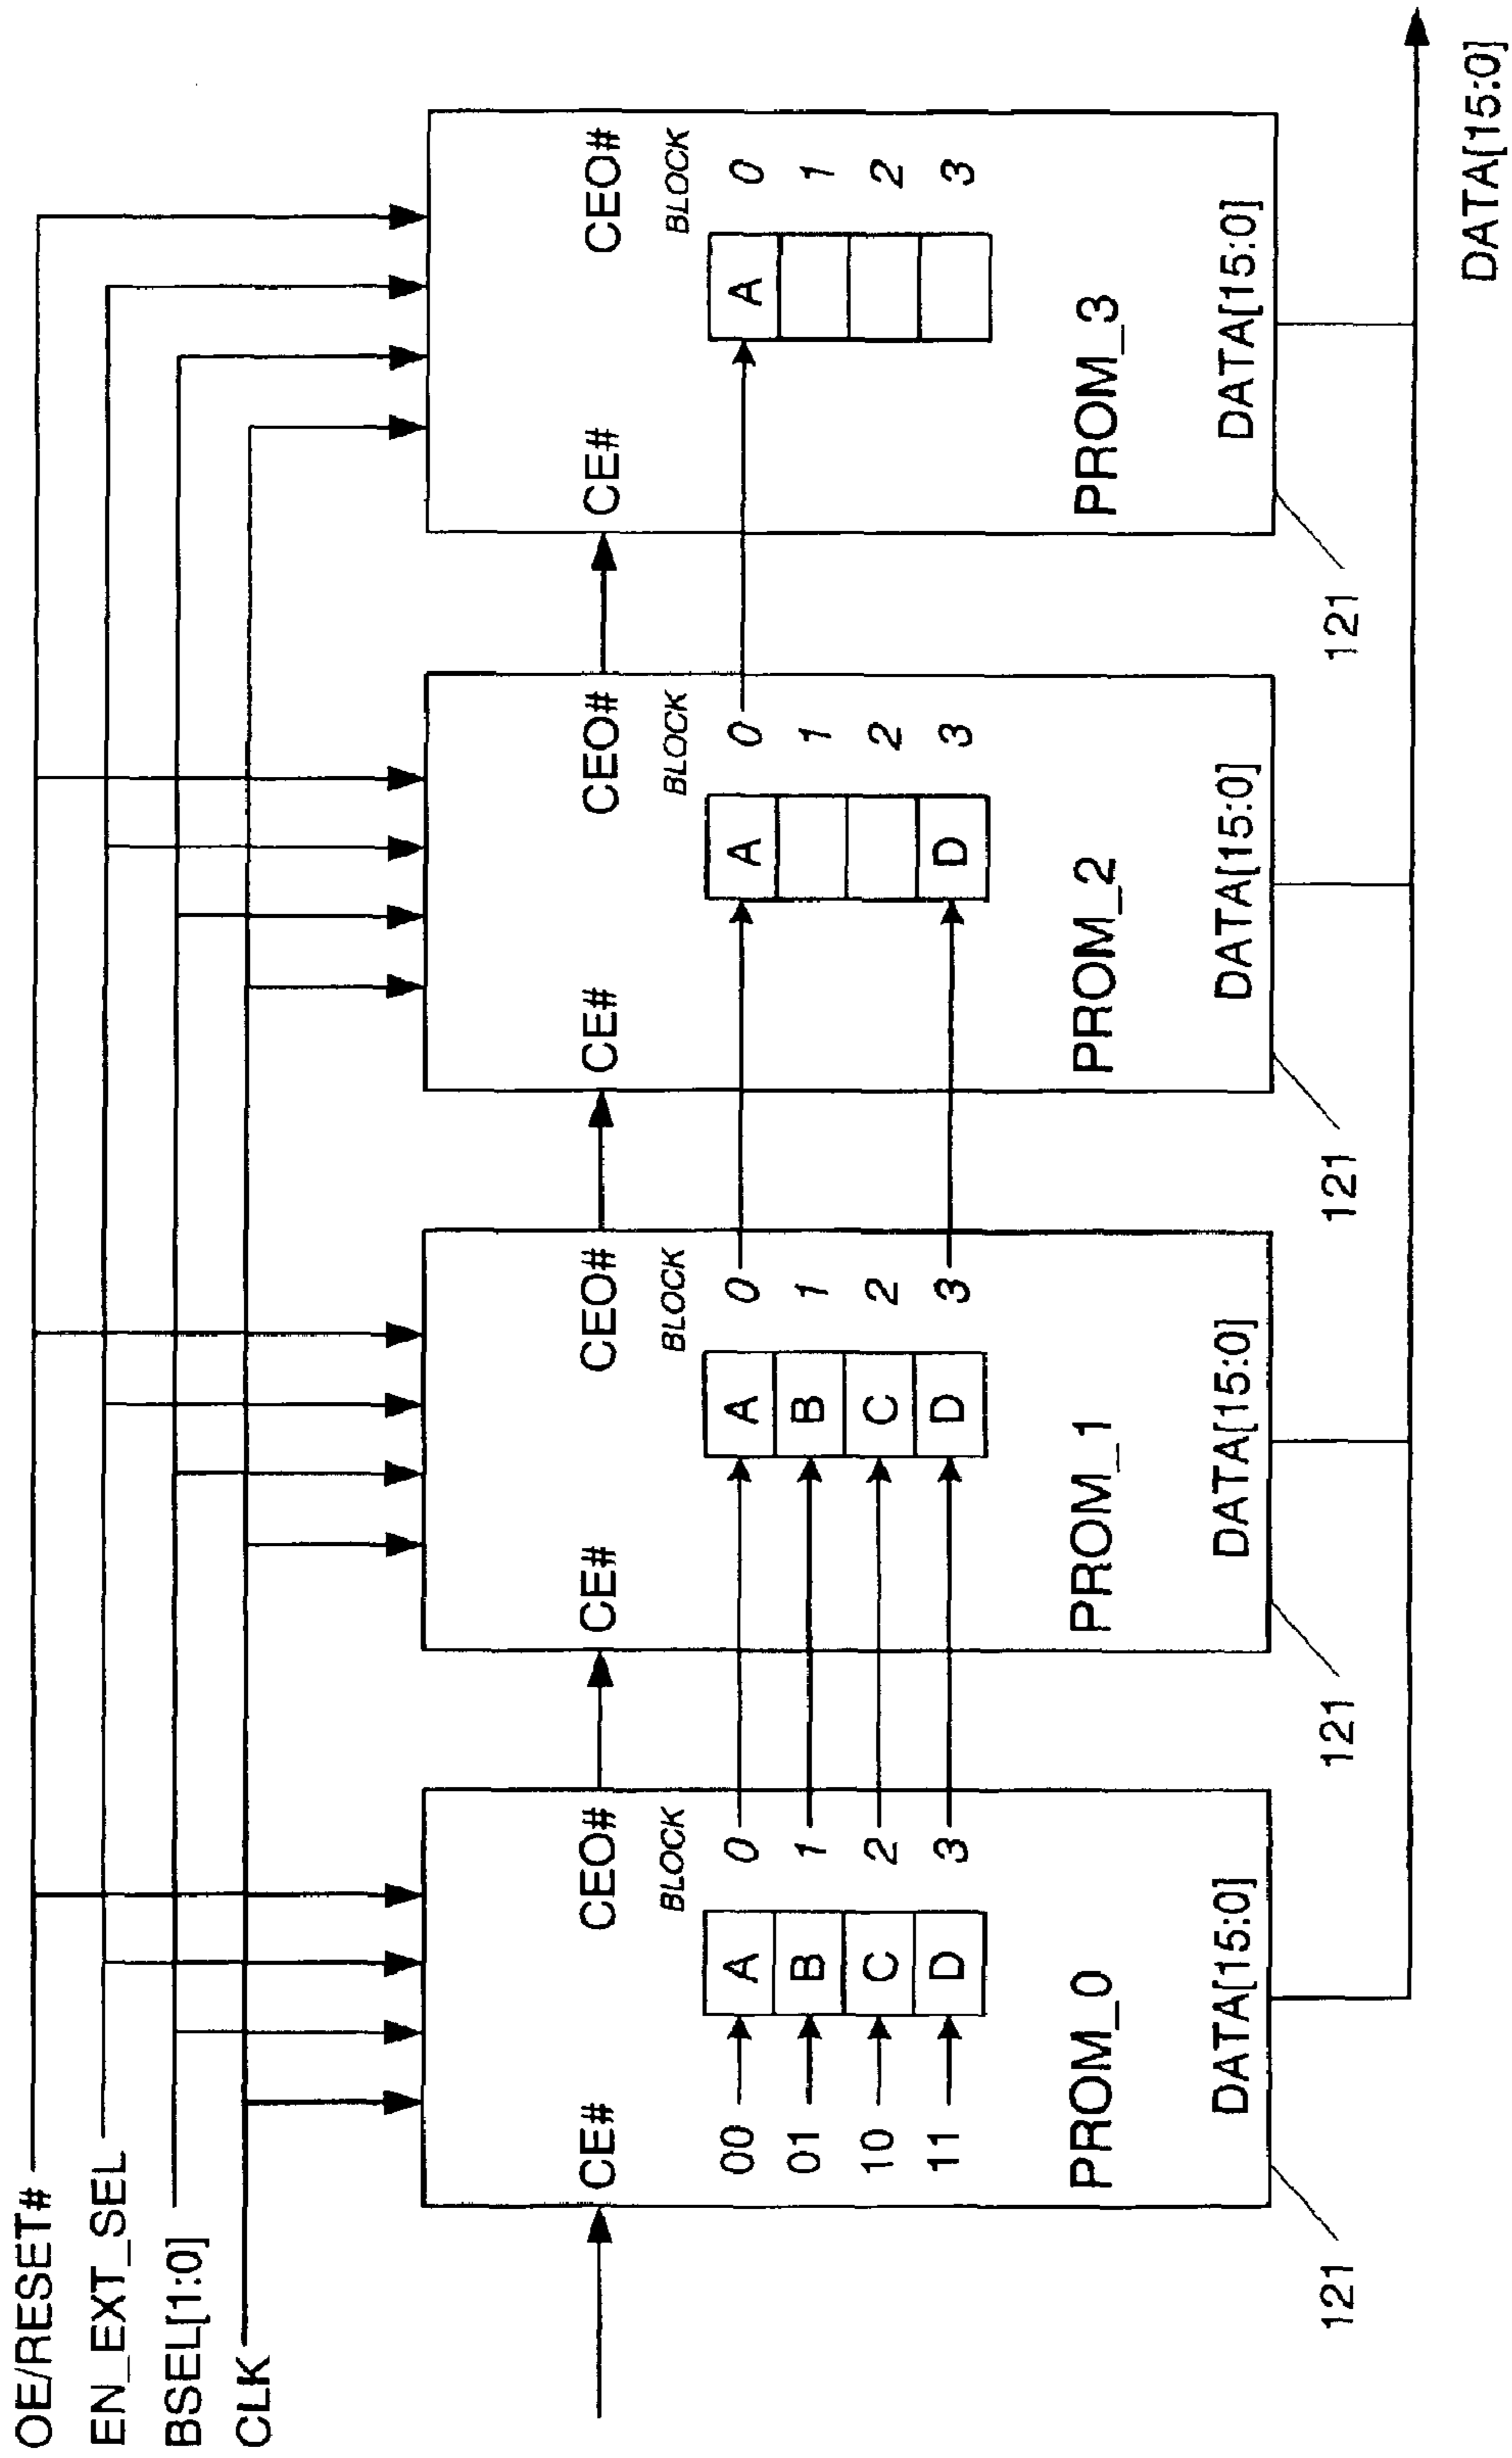 OE/RESET#
EN_EXT_SEL
BSEL[1:0]
CLK
CE#
CEO#
BLOCK
00
A
0
01
B
1
10
C
2
11
D
3
PROM_0
DATA[15:0]
121
CE#
CEO#
BLOCK
A
0
B
1
C
2
D
3
PROM_1
DATA[15:0]
121
CE#
CEO#
BLOCK
A
0
1
2
D
3
PROM_2
DATA[15:0]
121
CE#
CEO#
BLOCK
A
0
1
2
3
PROM_3
DATA[15:0]
121
DATA[15:0]